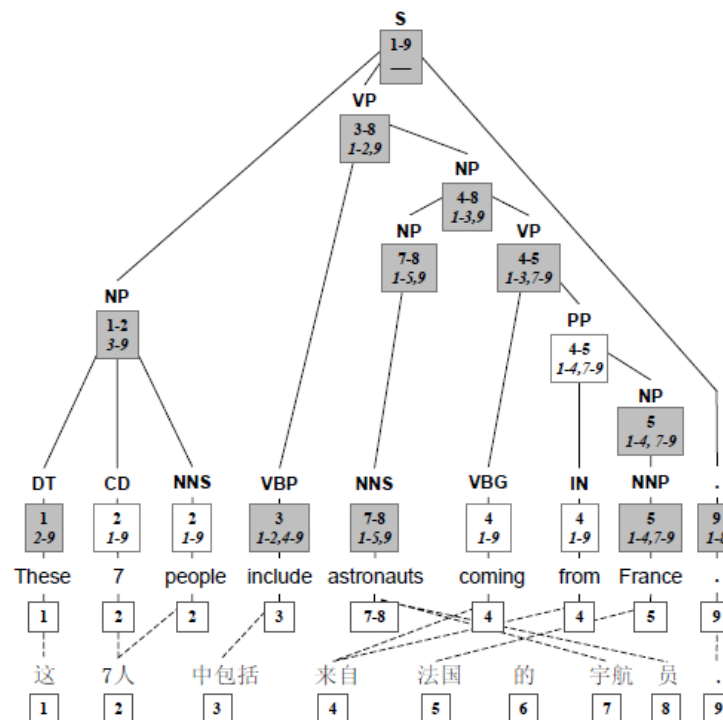 S
1-9
VP
3-8
1-2,9
NP
4-8
1-3,9
NP VP
7-8 4-5
1-5,9 1-3,7-9
NP PP
1-2 4-5
3-9 1-4,7-9
NP
5
1-4, 7-9
DT CD NNS VBP NNS VBG IN NNP .
1 2 2 3 7-8 4 4 5 9
2-9 1-9 1-9 1-2,4-9 1-5,9 1-9 1-9 1-4,7-9 1-8
These 7 people include astronauts coming from France .
1 2 2 3 7-8 4 4 5 9
这 7人 中包括 来自 法国 的 宇航 员 .
1 2 3 4 5 6 7 8 9